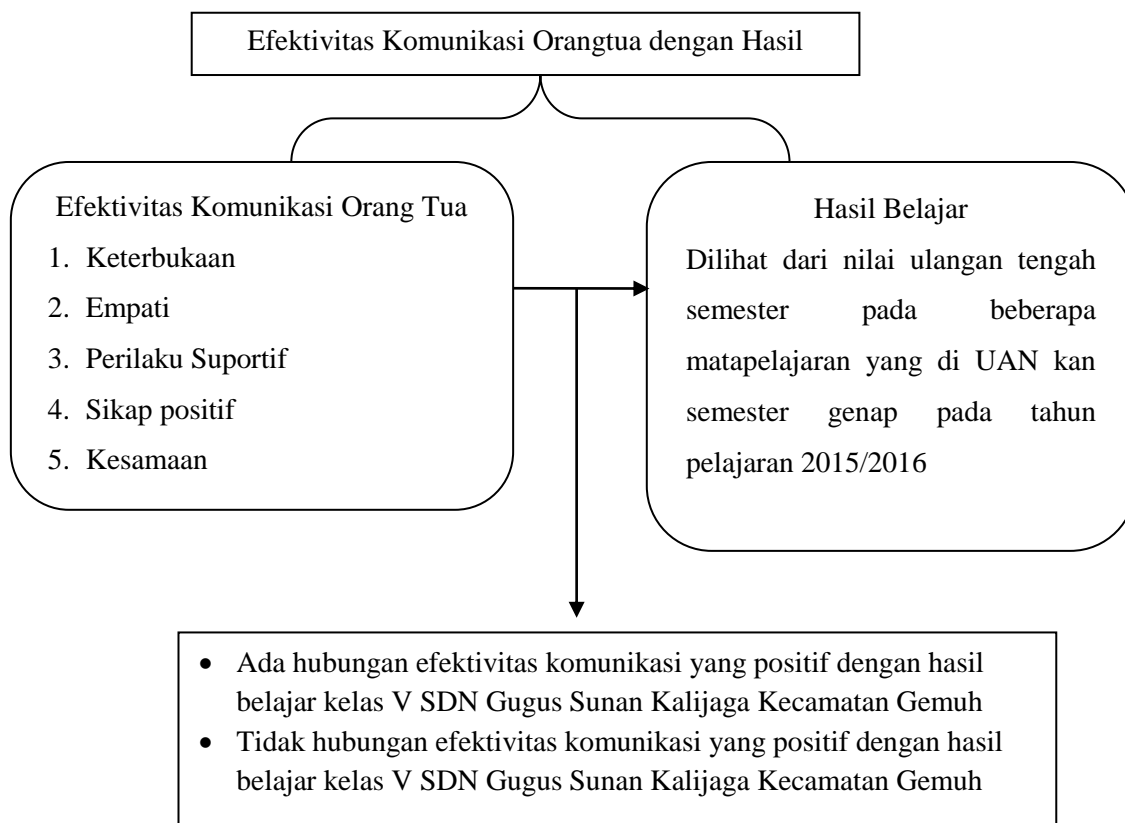 Efektivitas Komunikasi Orangtua dengan Hasil
Efektivitas Komunikasi Orang Tua
1. Keterbukaan
2. Empati
3. Perilaku Suportif
4. Sikap positif
5. Kesamaan
Hasil Belajar
Dilihat dari nilai ulangan tengah
semester pada beberapa
matapelajaran yang di UAN kan
semester genap pada tahun
pelajaran 2015/2016
• Ada hubungan efektivitas komunikasi yang positif dengan hasil
belajar kelas V SDN Gugus Sunan Kalijaga Kecamatan Gemuh
• Tidak hubungan efektivitas komunikasi yang positif dengan hasil
belajar kelas V SDN Gugus Sunan Kalijaga Kecamatan Gemuh